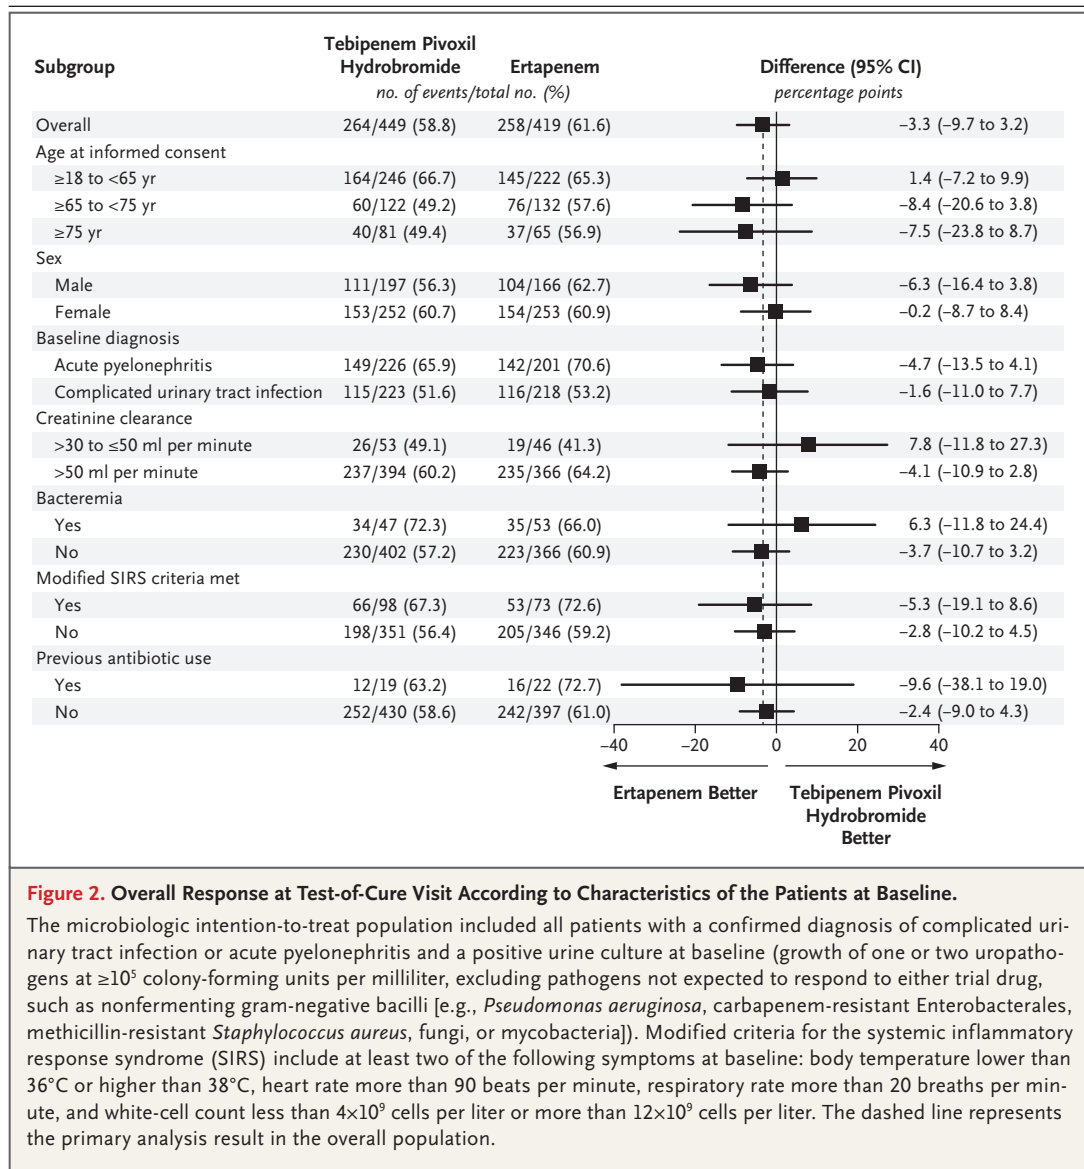 Subgroup Tebipenem Pivoxil Hydrobromide Ertapenem Difference (95% CI)
no. of events/total no. (%) percentage points
Overall 264/449 (58.8) 258/419 (61.6) –3.3 (–9.7 to 3.2)
Age at informed consent
≥18 to <65 yr 164/246 (66.7) 145/222 (65.3) 1.4 (–7.2 to 9.9)
≥65 to <75 yr 60/122 (49.2) 76/132 (57.6) –8.4 (–20.6 to 3.8)
≥75 yr 40/81 (49.4) 37/65 (56.9) –7.5 (–23.8 to 8.7)
Sex
Male 111/197 (56.3) 104/166 (62.7) –6.3 (–16.4 to 3.8)
Female 153/252 (60.7) 154/253 (60.9) –0.2 (–8.7 to 8.4)
Baseline diagnosis
Acute pyelonephritis 149/226 (65.9) 142/201 (70.6) –4.7 (–13.5 to 4.1)
Complicated urinary tract infection 115/223 (51.6) 116/218 (53.2) –1.6 (–11.0 to 7.7)
Creatinine clearance
>30 to ≤50 ml per minute 26/53 (49.1) 19/46 (41.3) 7.8 (–11.8 to 27.3)
>50 ml per minute 237/394 (60.2) 235/366 (64.2) –4.1 (–10.9 to 2.8)
Bacteremia
Yes 34/47 (72.3) 35/53 (66.0) 6.3 (–11.8 to 24.4)
No 230/402 (57.2) 223/366 (60.9) –3.7 (–10.7 to 3.2)
Modified SIRS criteria met
Yes 66/98 (67.3) 53/73 (72.6) –5.3 (–19.1 to 8.6)
No 198/351 (56.4) 205/346 (59.2) –2.8 (–10.2 to 4.5)
Previous antibiotic use
Yes 12/19 (63.2) 16/22 (72.7) –9.6 (–38.1 to 19.0)
No 252/430 (58.6) 242/397 (61.0) –2.4 (–9.0 to 4.3)
–40 –20 0 20 40
Ertapenem Better Tebipenem Pivoxil
Hydrobromide
Better
Figure 2. Overall Response at Test-of-Cure Visit According to Characteristics of the Patients at Baseline.
The microbiologic intention-to-treat population included all patients with a confirmed diagnosis of complicated uri-
nary tract infection or acute pyelonephritis and a positive urine culture at baseline (growth of one or two uropatho-
gens at ≥10⁵ colony-forming units per milliliter, excluding pathogens not expected to respond to either trial drug,
such as nonfermenting gram-negative bacilli [e.g., Pseudomonas aeruginosa, carbapenem-resistant Enterobacterales,
methicillin-resistant Staphylococcus aureus, fungi, or mycobacteria]). Modified criteria for the systemic inflammatory
response syndrome (SIRS) include at least two of the following symptoms at baseline: body temperature lower than
36°C or higher than 38°C, heart rate more than 90 beats per minute, respiratory rate more than 20 breaths per min-
ute, and white-cell count less than 4×10⁹ cells per liter or more than 12×10⁹ cells per liter. The dashed line represents
the primary analysis result in the overall population.